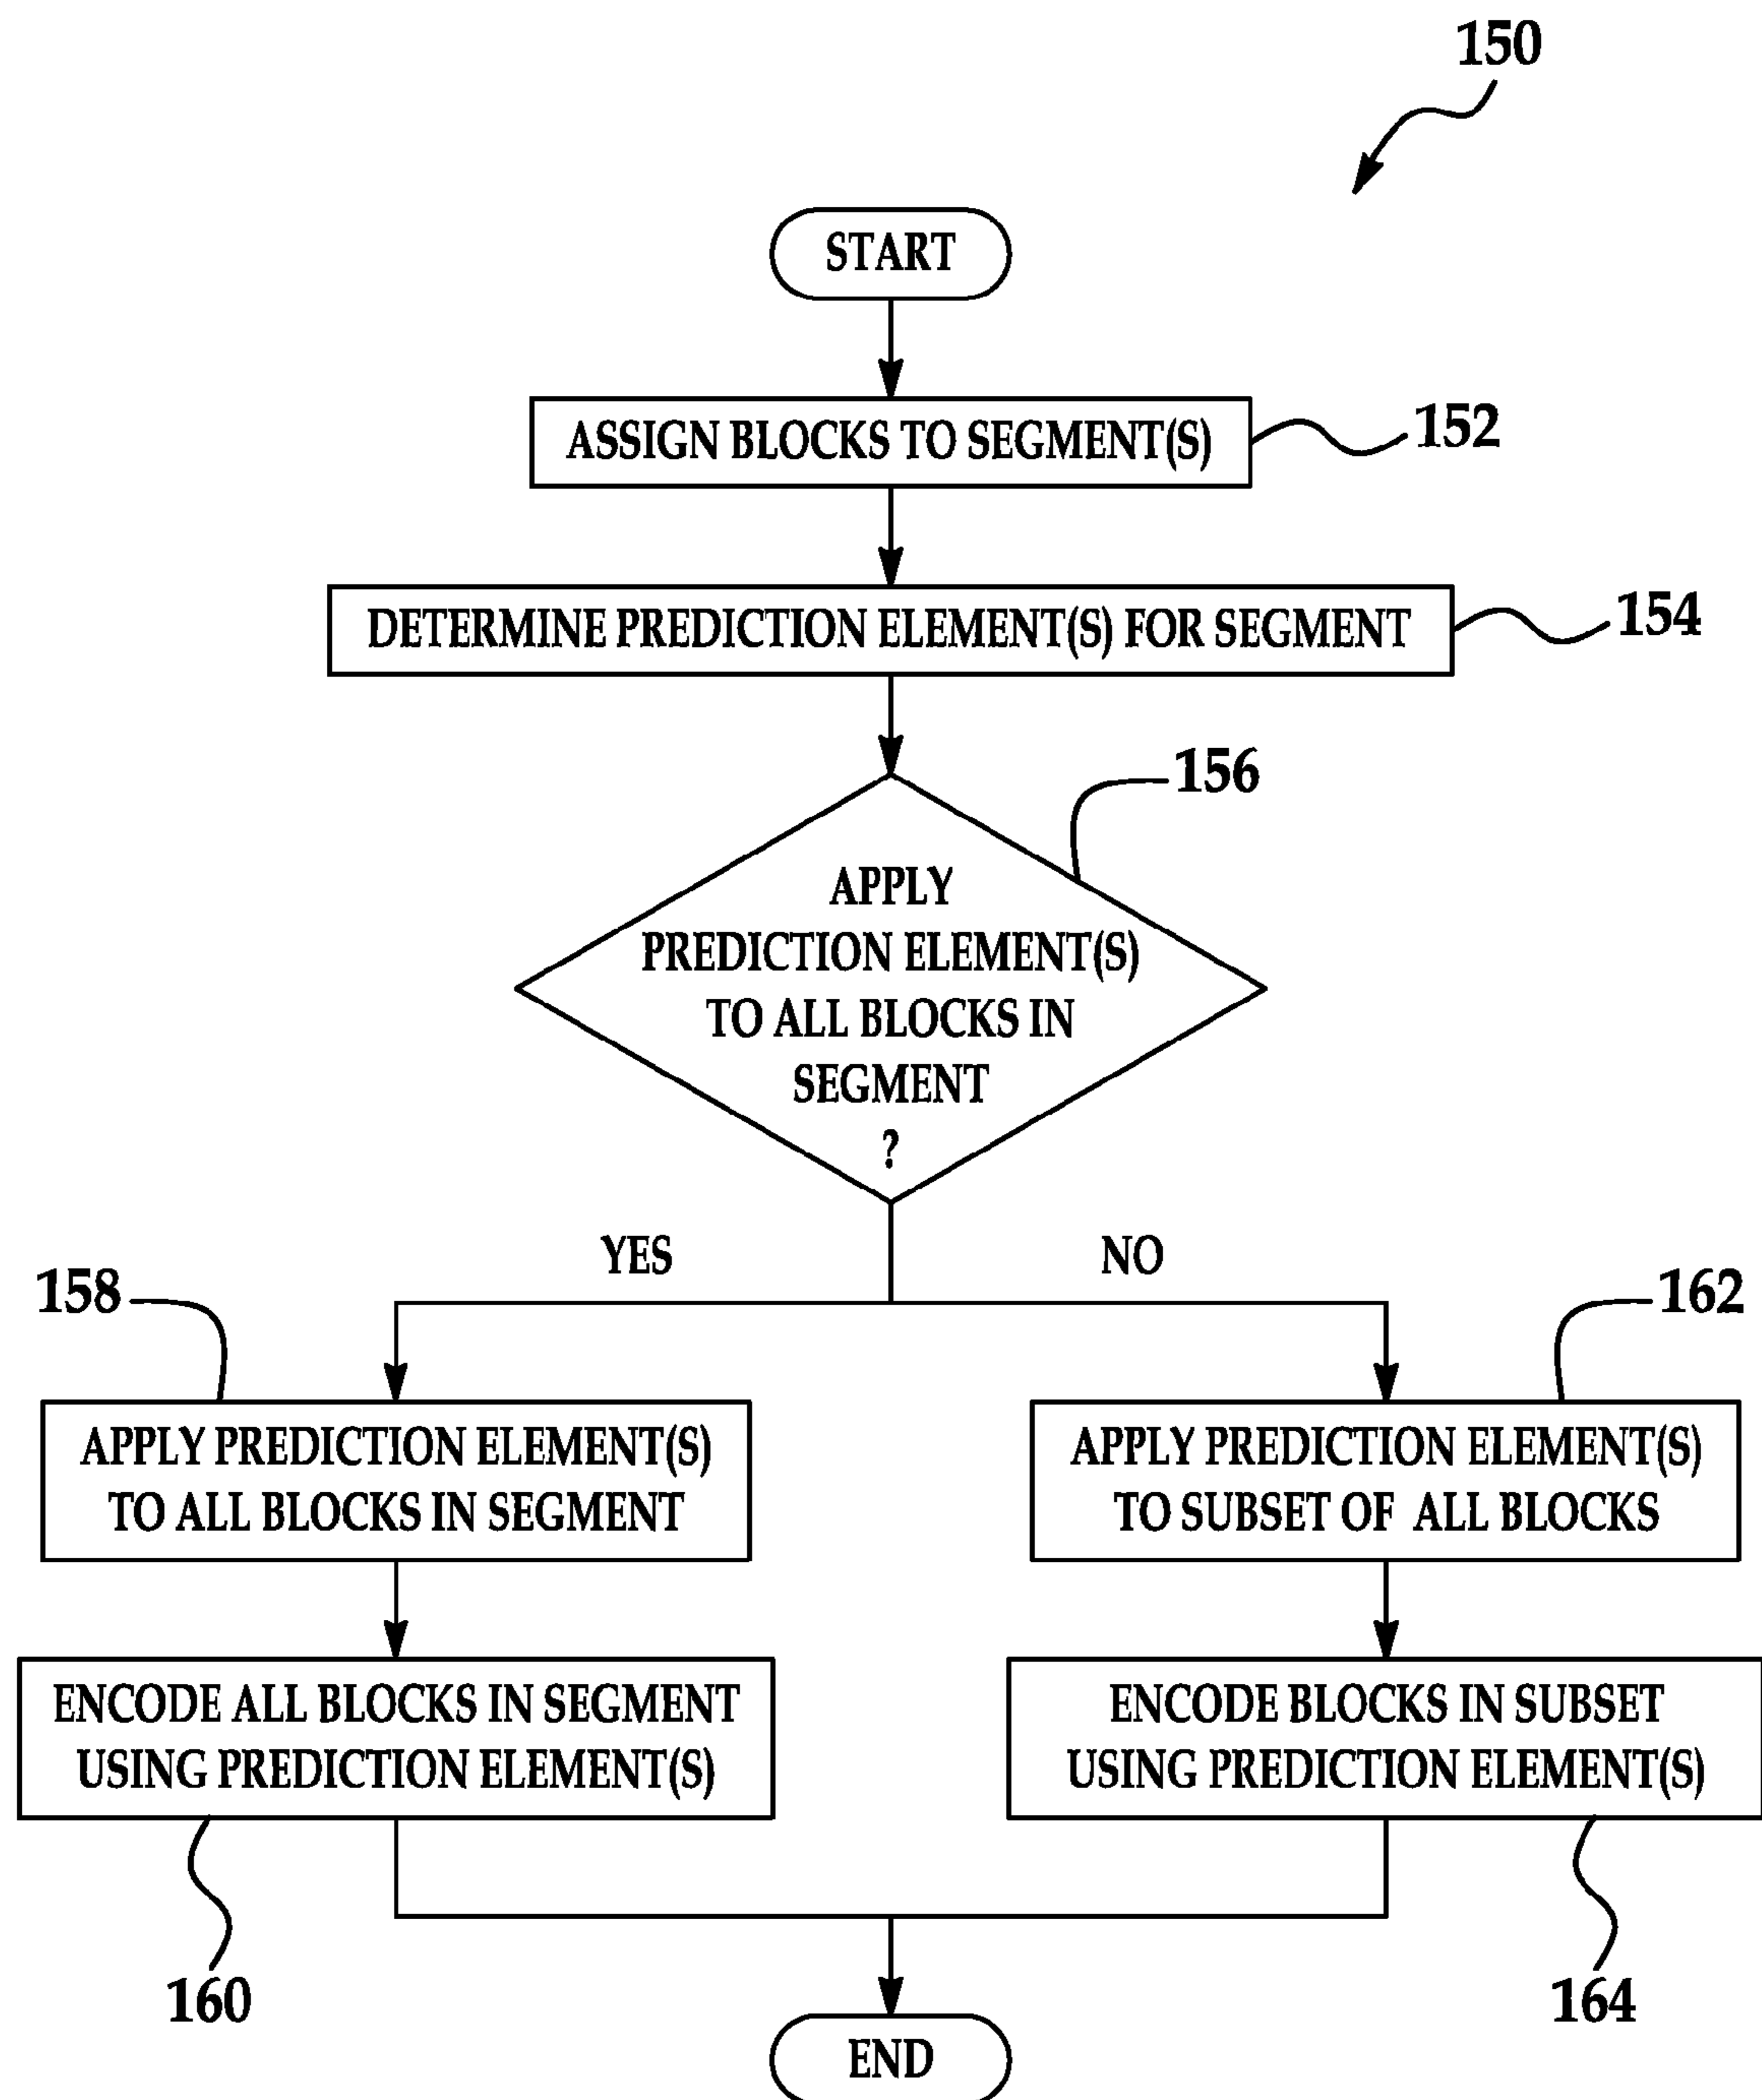 150
START
ASSIGN BLOCKS TO SEGMENT(S)
152
DETERMINE PREDICTION ELEMENT(S) FOR SEGMENT
154
156
APPLY
PREDICTION ELEMENT(S)
TO ALL BLOCKS IN
SEGMENT
?
YES
NO
158
162
APPLY PREDICTION ELEMENT(S)
TO ALL BLOCKS IN SEGMENT
APPLY PREDICTION ELEMENT(S)
TO SUBSET OF ALL BLOCKS
ENCODE ALL BLOCKS IN SEGMENT
USING PREDICTION ELEMENT(S)
ENCODE BLOCKS IN SUBSET
USING PREDICTION ELEMENT(S)
160
164
END